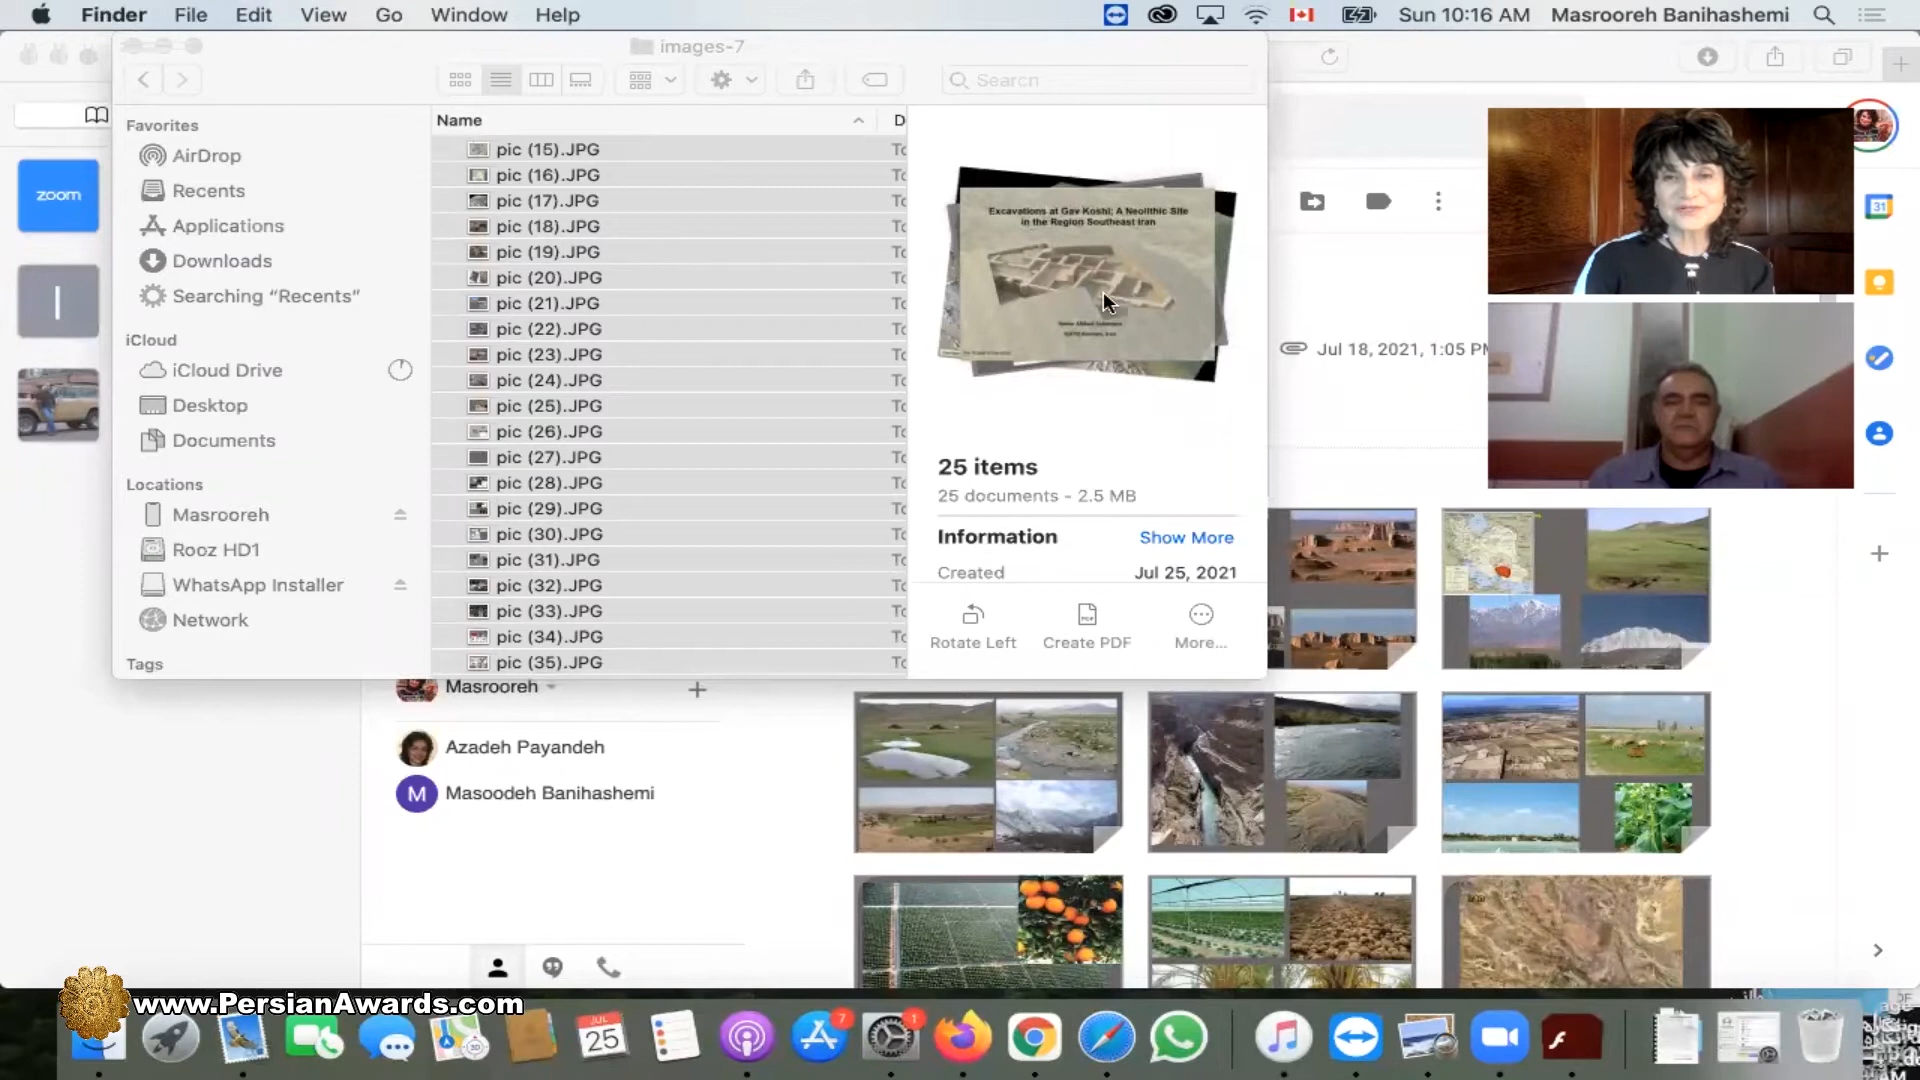 Finder File Edit View Go Window Help
Sun 10:16 AM Masrooreh Banihashemi
images-7
Search
Favorites
AirDrop
Recents
Applications
Downloads
Searching “Recents”
iCloud
iCloud Drive
Desktop
Documents
Locations
Masrooreh
Rooz HD1
WhatsApp Installer
Network
Tags
Name
D
pic (15).JPG
pic (16).JPG
pic (17).JPG
pic (18).JPG
pic (19).JPG
pic (20).JPG
pic (21).JPG
pic (22).JPG
pic (23).JPG
pic (24).JPG
pic (25).JPG
pic (26).JPG
pic (27).JPG
pic (28).JPG
pic (29).JPG
pic (30).JPG
pic (31).JPG
pic (32).JPG
pic (33).JPG
pic (34).JPG
pic (35).JPG
Excavations at Gav Koshi; A Neolithic Site
in the Region Southeast Iran
25 items
25 documents - 2.5 MB
Information Show More
Created Jul 25, 2021
Rotate Left Create PDF More...
zoom
I
31
Jul 18, 2021, 1:05 PM
Masrooreh
Azadeh Payandeh
M Masoodeh Banihashemi
www.PersianAwards.com
JUL
25
3D
7
1